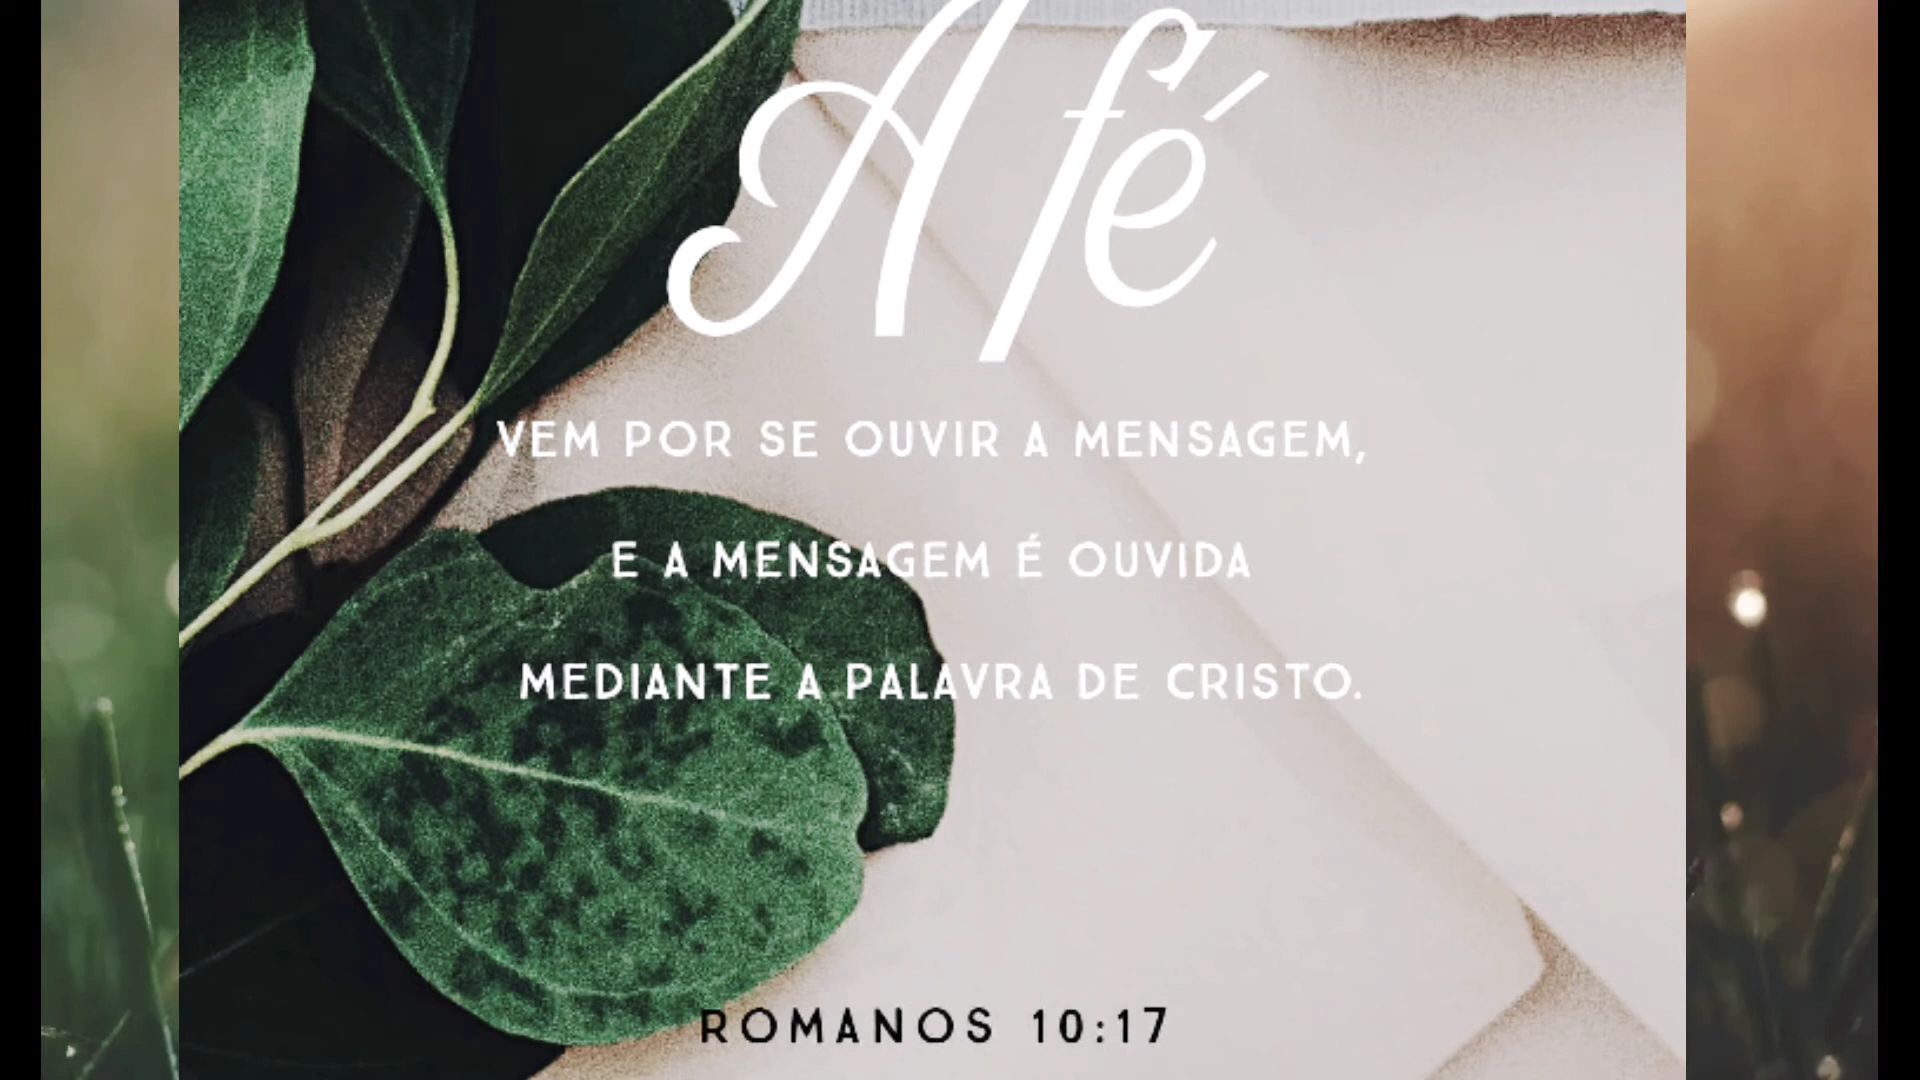 A fé
VEM POR SE OUVIR A MENSAGEM,
E A MENSAGEM É OUVIDA
MEDIANTE A PALAVRA DE CRISTO.
ROMANOS 10:17